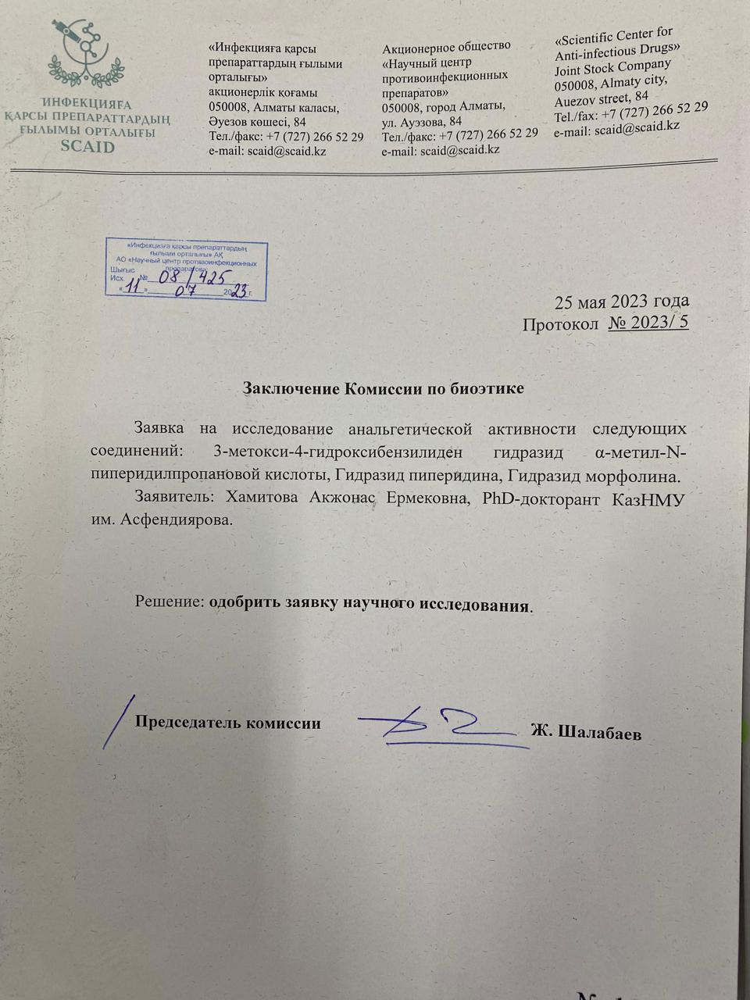 ИНФЕКЦИЯҒА
ҚАРСЫ ПРЕПАРАТТАРДЫҢ
ҒЫЛЫМЫ ОРТАЛЫҒЫ
SCAID
«Инфекцияға қарсы
препараттардың ғылыми
орталығы»
акционерлік қоғамы
050008, Алматы каласы,
Әуезов көшесі, 84
Тел./факс: +7 (727) 266 52 29
e-mail: scaid@scaid.kz
Акционерное общество
«Научный центр
противоинфекционных
препаратов»
050008, город Алматы,
ул. Ауэзова, 84
Тел./факс: +7 (727) 266 52 29
e-mail: scaid@scaid.kz
«Scientific Center for
Anti-infectious Drugs»
Joint Stock Company
050008, Almaty city,
Auezov street, 84
Tel./fax: +7 (727) 266 52 29
e-mail: scaid@scaid.kz
«Инфекцияға қарсы препараттардың
ғылыми орталығы» АҚ
АО «Научный центр противоинфекционных
препаратов»
Шығыс
Исх. № 08/425
«11» 07 2023 г.
25 мая 2023 года
Протокол № 2023/ 5
Заключение Комиссии по биоэтике
Заявка на исследование анальгетической активности следующих
соединений: 3-метокси-4-гидроксибензилиден гидразид α-метил-N-
пиперидилпропановой кислоты, Гидразид пиперидина, Гидразид морфолина.
Заявитель: Хамитова Акжонас Ермековна, PhD-докторант КазНМУ
им. Асфендиярова.
Решение: одобрить заявку научного исследования.
Председатель комиссии Ж. Шалабаев